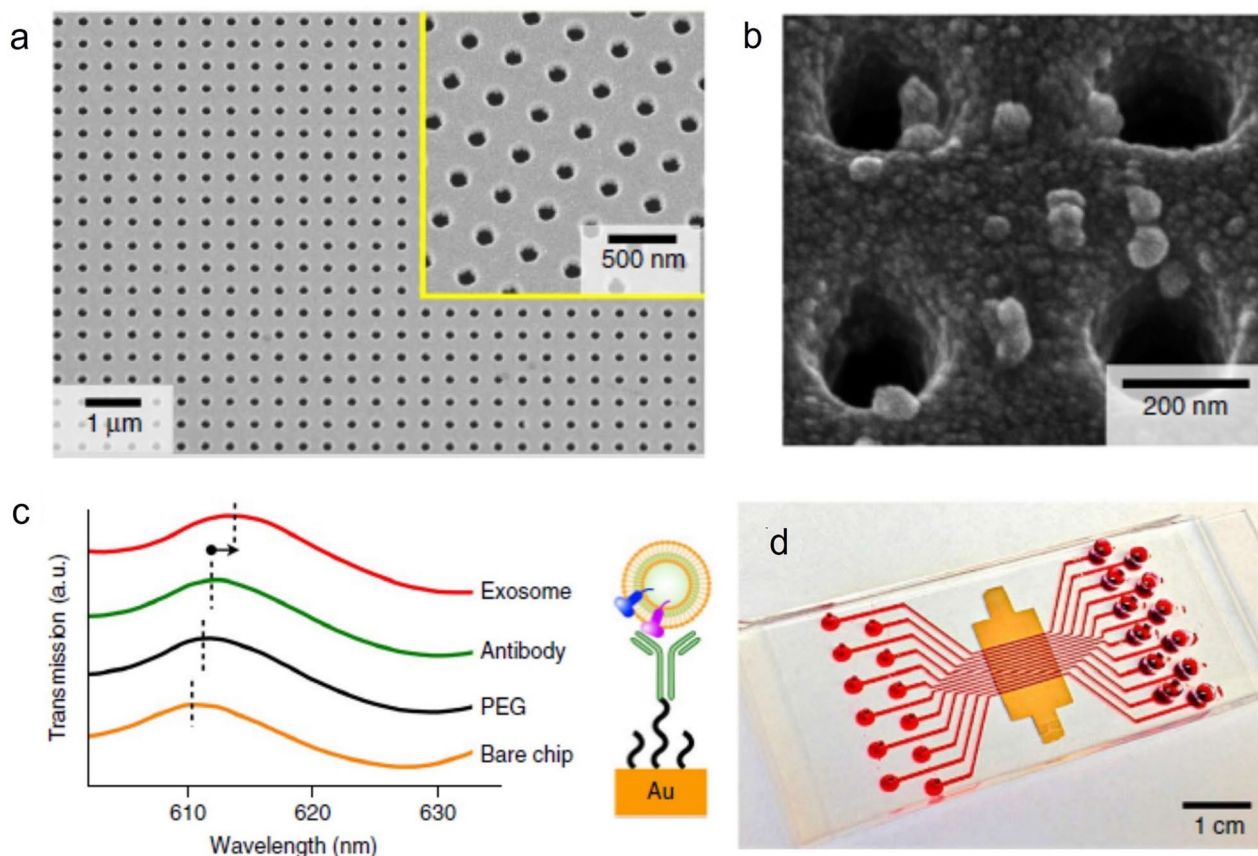 a
500 nm
1 μm
b
200 nm
c
Transmission (a.u.)
Exosome
Antibody
PEG
Bare chip
610
620
630
Wavelength (nm)
Au
d
1 cm